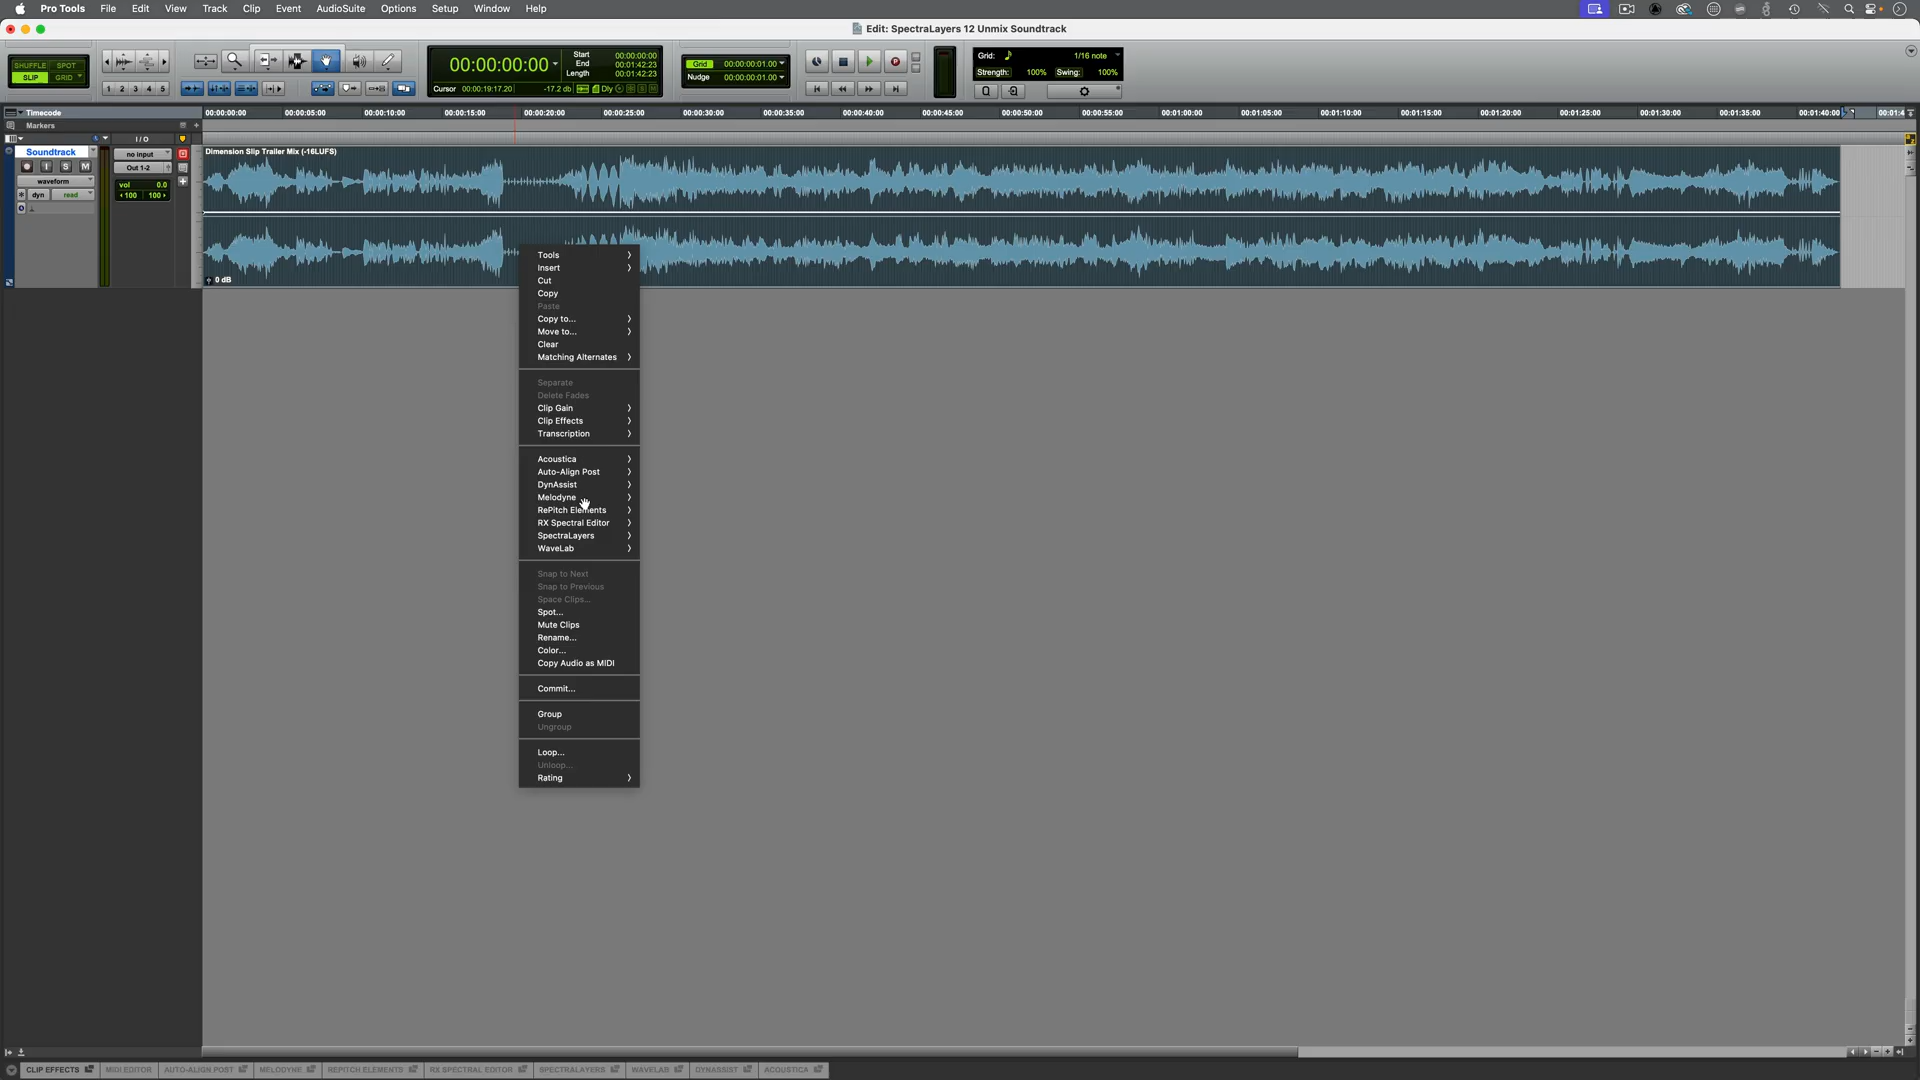 Pro Tools File Edit View Track Clip Event AudioSuite Options Setup Window Help
Edit: SpectraLayers 12 Unmix Soundtrack
SHUFFLE SPOT
SLIP GRID
1 2 3 4 5
00:00:00:00
Start 00:00:00:00
End 00:01:42:23
Length 00:01:42:23
Cursor 00:00:19:17.20 -17.2 db Dly
Grid 00:00:00:01.00
Nudge 00:00:00:01.00
Grid: 1/16 note
Strength: 100% Swing: 100%
Timecode 00:00:00:00 00:00:05:00 00:00:10:00 00:00:15:00 00:00:20:00 00:00:25:00 00:00:30:00 00:00:35:00 00:00:40:00 00:00:45:00 00:00:50:00 00:00:55:00 00:01:00:00 00:01:05:00 00:01:10:00 00:01:15:00 00:01:20:00 00:01:25:00 00:01:30:00 00:01:35:00 00:01:40:00 00:01:4
Markers
I / O
Soundtrack no input
I S M Out 1-2
waveform vol 0.0
dyn read 100 100
Dimension Slip Trailer Mix (-16LUFS)
0 dB
Tools
Insert
Cut
Copy
Paste
Copy to...
Move to...
Clear
Matching Alternates
Separate
Delete Fades
Clip Gain
Clip Effects
Transcription
Acoustica
Auto-Align Post
DynAssist
Melodyne
RePitch Elements
RX Spectral Editor
SpectraLayers
WaveLab
Snap to Next
Snap to Previous
Space Clips...
Spot...
Mute Clips
Rename...
Color...
Copy Audio as MIDI
Commit...
Group
Ungroup
Loop...
Unloop...
Rating
CLIP EFFECTS MIDI EDITOR AUTO-ALIGN POST MELODYNE REPITCH ELEMENTS RX SPECTRAL EDITOR SPECTRALAYERS WAVELAB DYNASSIST ACOUSTICA